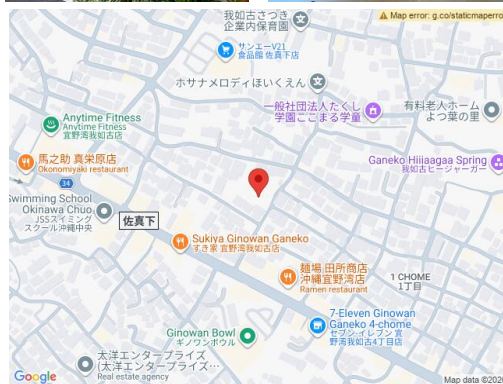 我如古さつき
企業内保育園
Map error: g.co/staticmaperro
サンエーV21
食品館 佐真下店
ホサナメロディほいくえん
一般社団法人たくし
学園ここまる学童
有料老人ホーム
よつ葉の里
Anytime Fitness
Anytime Fitness
宜野湾我如古店
馬之助 真栄原店
Okonomiyaki restaurant
Ganeko Hiiiaagaa Spring
我如古ヒージャーガー
34
Swimming School
Okinawa Chuo
JSSスイミング
スクール沖縄中央
佐真下
Sukiya Ginowan Ganeko
すき家 宜野湾我如古店
麺場 田所商店
沖縄宜野湾店
Ramen restaurant
1 CHOME
1丁目
7-Eleven Ginowan
Ganeko 4-chome
セブン-イレブン 宜
野湾我如古4丁目店
Ginowan Bowl
ギノワンボウル
太洋エンタープライズ
(太洋エンタープライズ…
Real estate agency
Google
Map data ©202